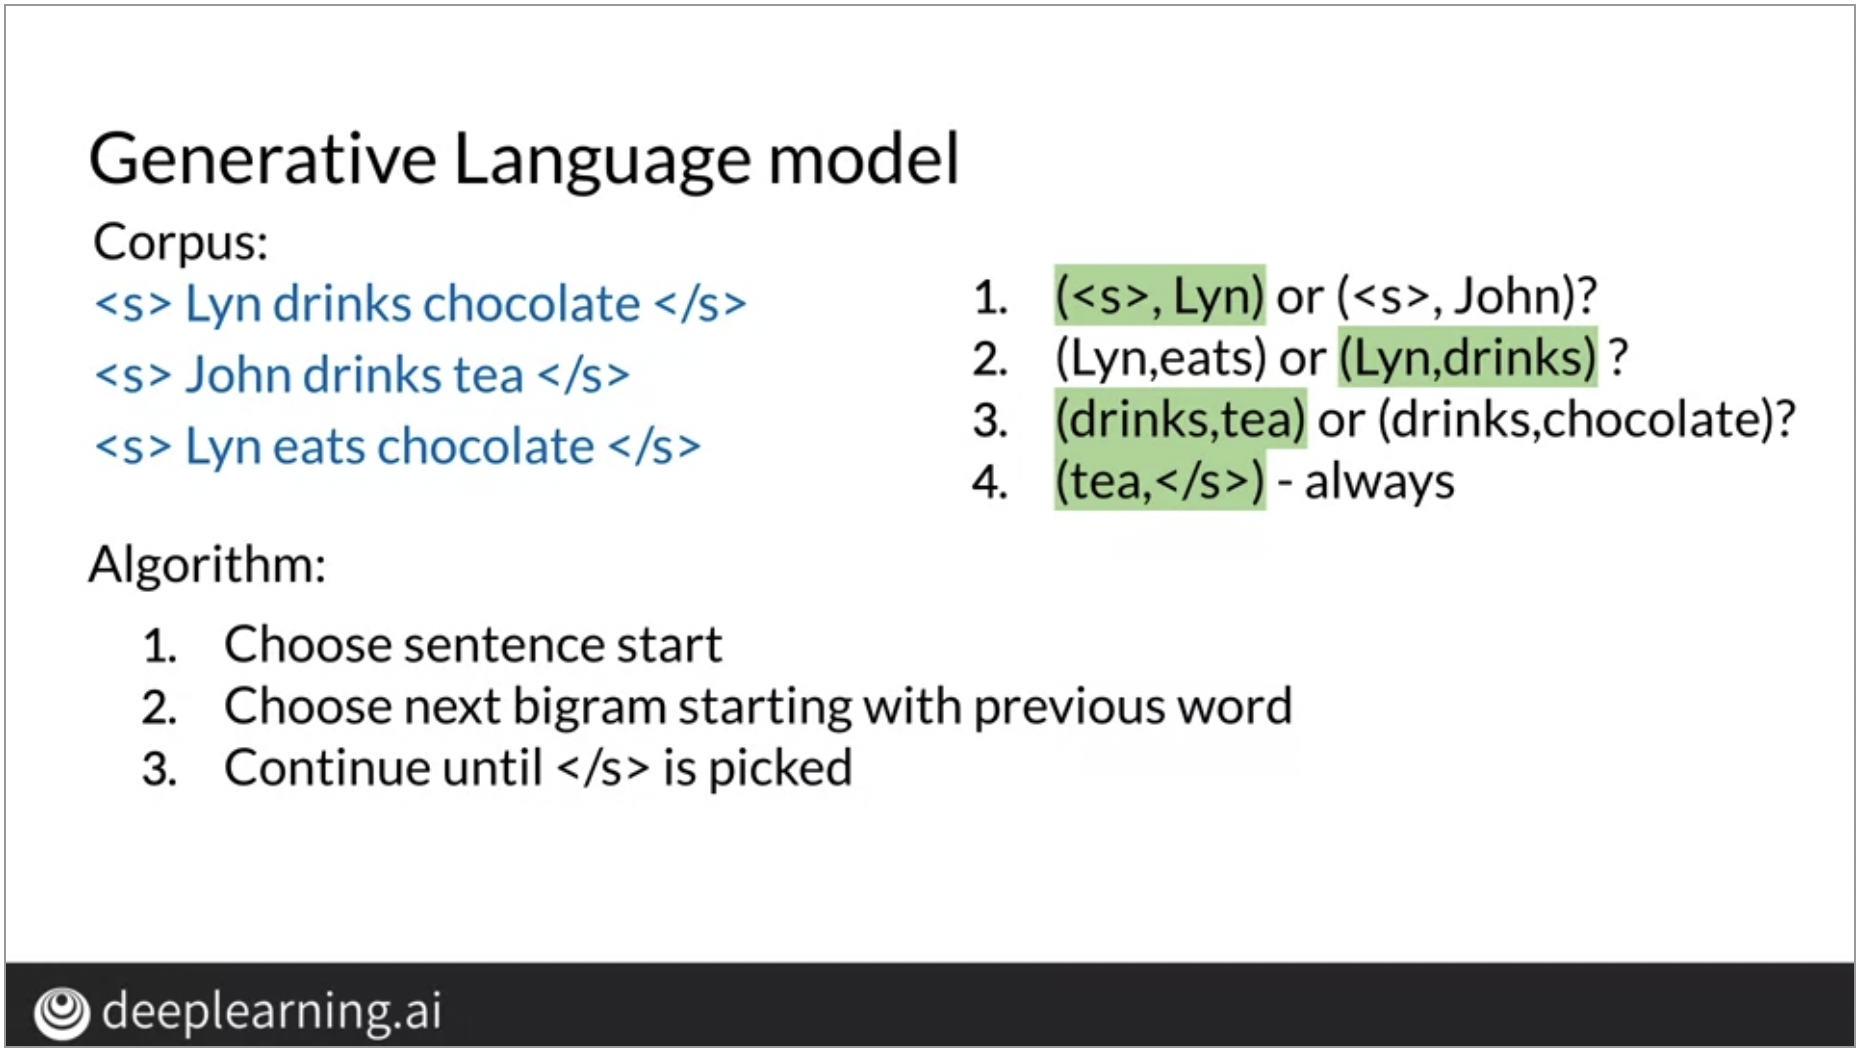 Generative Language model
Corpus:
<s> Lyn drinks chocolate </s>
<s> John drinks tea </s>
<s> Lyn eats chocolate </s>
1. (<s>, Lyn) or (<s>, John)?
2. (Lyn,eats) or (Lyn,drinks) ?
3. (drinks,tea) or (drinks,chocolate)?
4. (tea,</s>) - always
Algorithm:
1. Choose sentence start
2. Choose next bigram starting with previous word
3. Continue until </s> is picked
deeplearning.ai